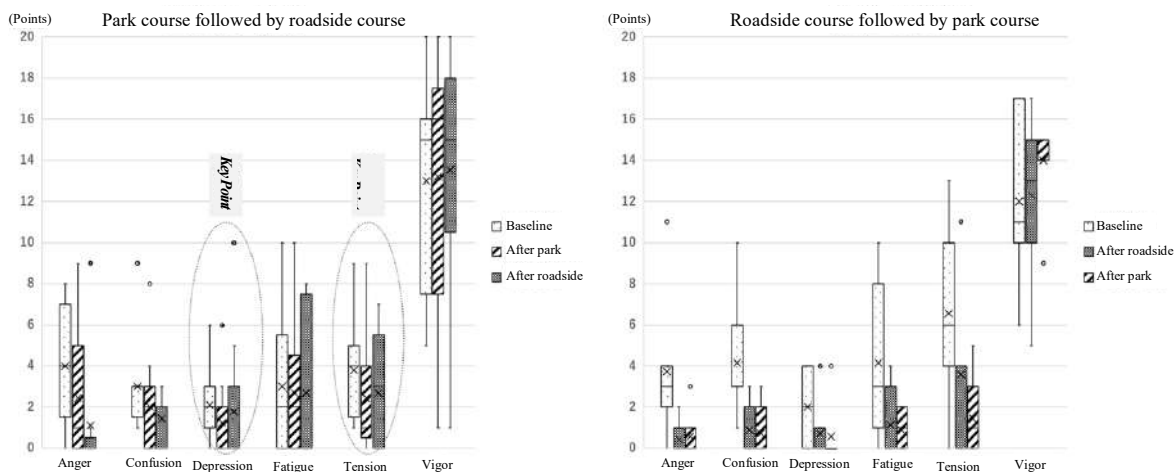 (Points) Park course followed by roadside course
20
18
16
14
12
10
8
6
4
2
0
Key Point
Anger Confusion Depression Fatigue Tension Vigor
Baseline
After park
After roadside
(Points) Roadside course followed by park course
20
18
16
14
12
10
8
6
4
2
0
Anger Confusion Depression Fatigue Tension Vigor
Baseline
After roadside
After park